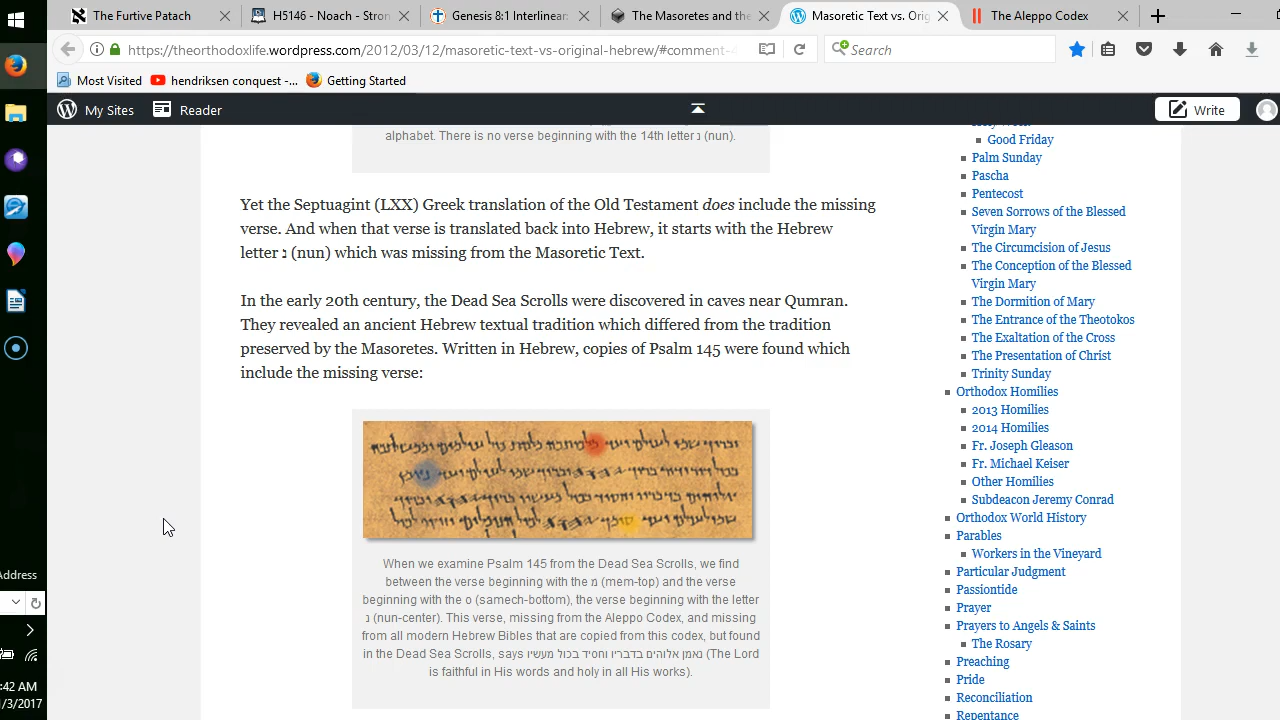 The Furtive Patach
H5146 - Noach - Stron
Genesis 8:1 Interlinear:
The Masoretes and the
Masoretic Text vs. Orig
The Aleppo Codex
https://theorthodoxlife.wordpress.com/2012/03/12/masoretic-text-vs-original-hebrew/#comment-
Search
Most Visited
hendriksen conquest -...
Getting Started
My Sites
Reader
Write
alphabet. There is no verse beginning with the 14th letter נ (nun).
Yet the Septuagint (LXX) Greek translation of the Old Testament does include the missing
verse. And when that verse is translated back into Hebrew, it starts with the Hebrew
letter נ (nun) which was missing from the Masoretic Text.
In the early 20th century, the Dead Sea Scrolls were discovered in caves near Qumran.
They revealed an ancient Hebrew textual tradition which differed from the tradition
preserved by the Masoretes. Written in Hebrew, copies of Psalm 145 were found which
include the missing verse:
When we examine Psalm 145 from the Dead Sea Scrolls, we find
between the verse beginning with the מ (mem-top) and the verse
beginning with the ס (samech-bottom), the verse beginning with the letter
נ (nun-center). This verse, missing from the Aleppo Codex, and missing
from all modern Hebrew Bibles that are copied from this codex, but found
in the Dead Sea Scrolls, says נאמן אלוהים בדבריו וחסיד בכול מעשיו (The Lord
is faithful in His words and holy in all His works).
Good Friday
Palm Sunday
Pascha
Pentecost
Seven Sorrows of the Blessed
Virgin Mary
The Circumcision of Jesus
The Conception of the Blessed
Virgin Mary
The Dormition of Mary
The Entrance of the Theotokos
The Exaltation of the Cross
The Presentation of Christ
Trinity Sunday
Orthodox Homilies
2013 Homilies
2014 Homilies
Fr. Joseph Gleason
Fr. Michael Keiser
Other Homilies
Subdeacon Jeremy Conrad
Orthodox World History
Parables
Workers in the Vineyard
Particular Judgment
Passiontide
Prayer
Prayers to Angels & Saints
The Rosary
Preaching
Pride
Reconciliation
Repentance
Address
:42 AM
1/3/2017